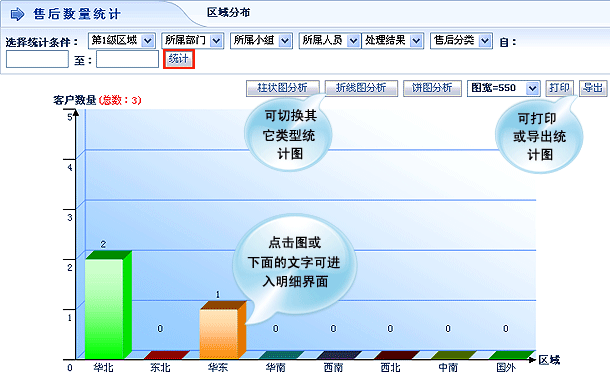 售后数量统计 区域分布
选择统计条件： 第1级区域 所属部门 所属小组 所属人员 处理结果 售后分类 自：
至： 统计
柱状图分析 折线图分析 饼图分析 图宽=550 打印 导出
客户数量(总数：3)
可切换其
它类型统
计图
可打印
或导出统
计图
点击图或
下面的文字可进
入明细界面
5
4
3
2
1
0
2
0
1
0
0
0
0
0
华北 东北 华东 华南 西南 西北 中南 国外 区域